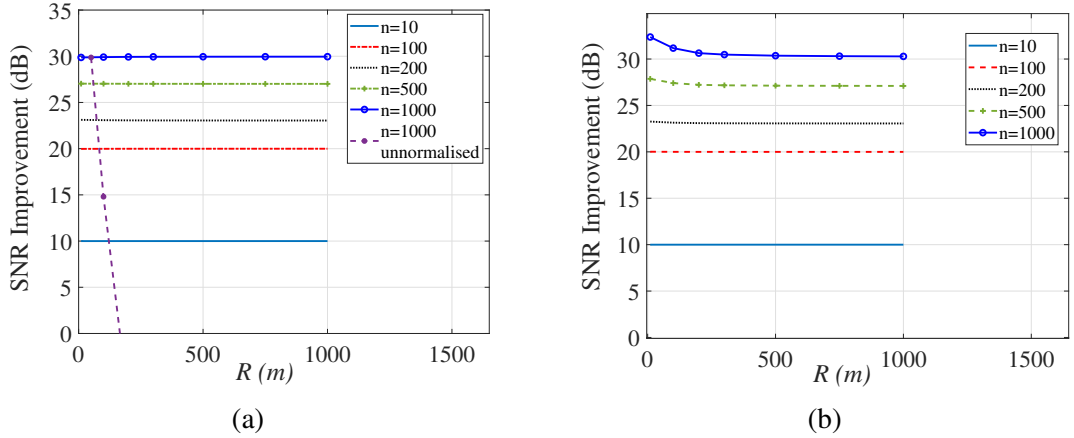 n=10
n=100
n=200
n=500
n=1000
n=1000
unnormalised
SNR Improvement (dB)
35
30
25
20
15
10
5
0
0 500 1000 1500
R (m)
(a)
n=10
n=100
n=200
n=500
n=1000
SNR Improvement (dB)
30
25
20
15
10
5
0
0 500 1000 1500
R (m)
(b)